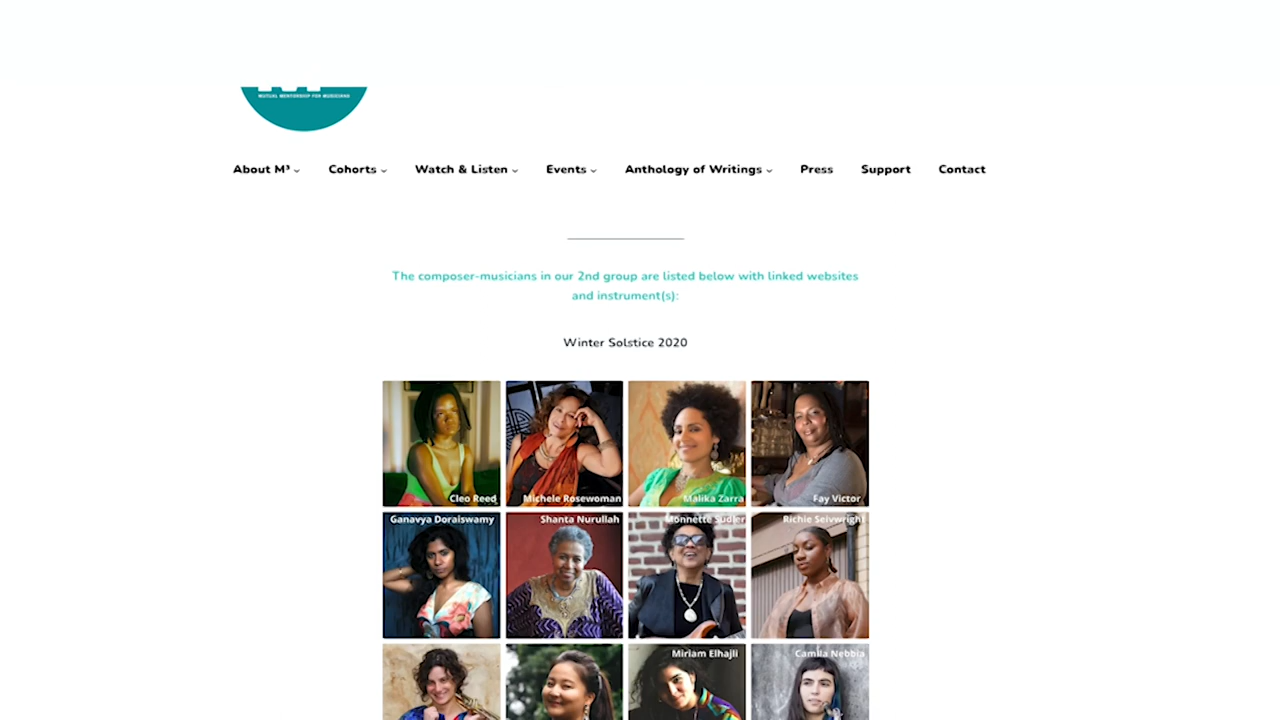 MUTUAL MENTORSHIP FOR MUSICIANS
About M³ Cohorts Watch & Listen Events Anthology of Writings Press Support Contact
The composer-musicians in our 2nd group are listed below with linked websites
and instrument(s):
Winter Solstice 2020
Cleo Reed Michele Rosewoman Malika Zarra Fay Victor
Ganavya Doraiswamy Shanta Nurullah Monnette Sudler Richie Seivwright
Miriam Elhajli Camila Nebbia